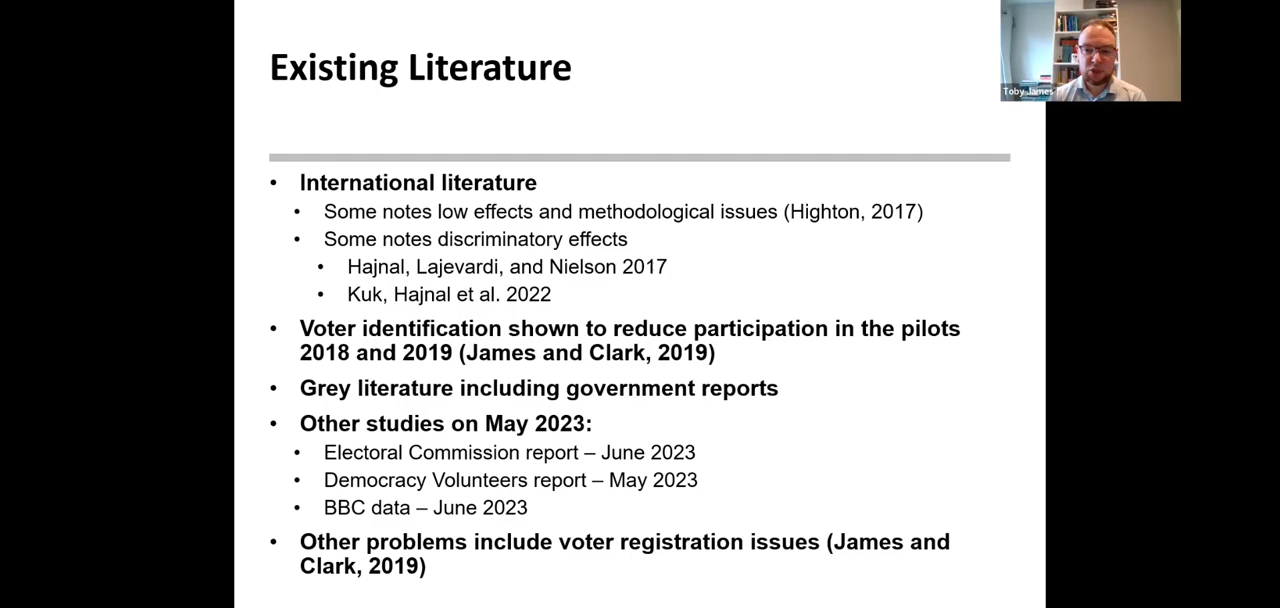 Existing Literature
Toby James
• International literature
• Some notes low effects and methodological issues (Highton, 2017)
• Some notes discriminatory effects
• Hajnal, Lajevardi, and Nielson 2017
• Kuk, Hajnal et al. 2022
• Voter identification shown to reduce participation in the pilots
2018 and 2019 (James and Clark, 2019)
• Grey literature including government reports
• Other studies on May 2023:
• Electoral Commission report – June 2023
• Democracy Volunteers report – May 2023
• BBC data – June 2023
• Other problems include voter registration issues (James and
Clark, 2019)